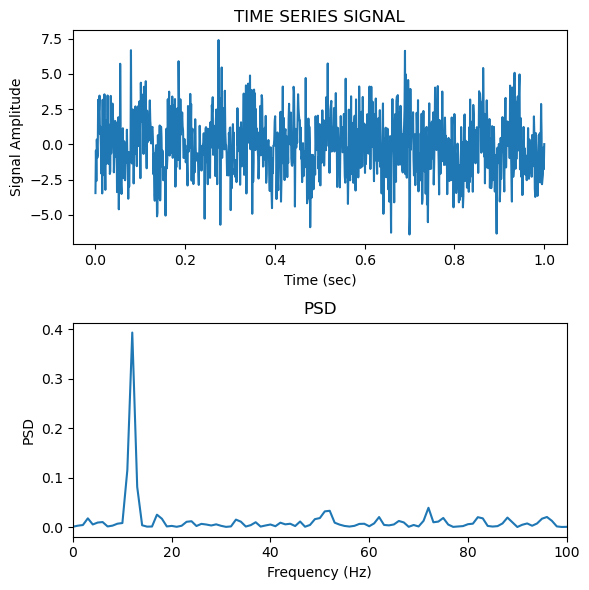 TIME SERIES SIGNAL
Signal Amplitude
7.5
5.0
2.5
0.0
−2.5
−5.0
0.0 0.2 0.4 0.6 0.8 1.0
Time (sec)
PSD
PSD
0.4
0.3
0.2
0.1
0.0
0 20 40 60 80 100
Frequency (Hz)